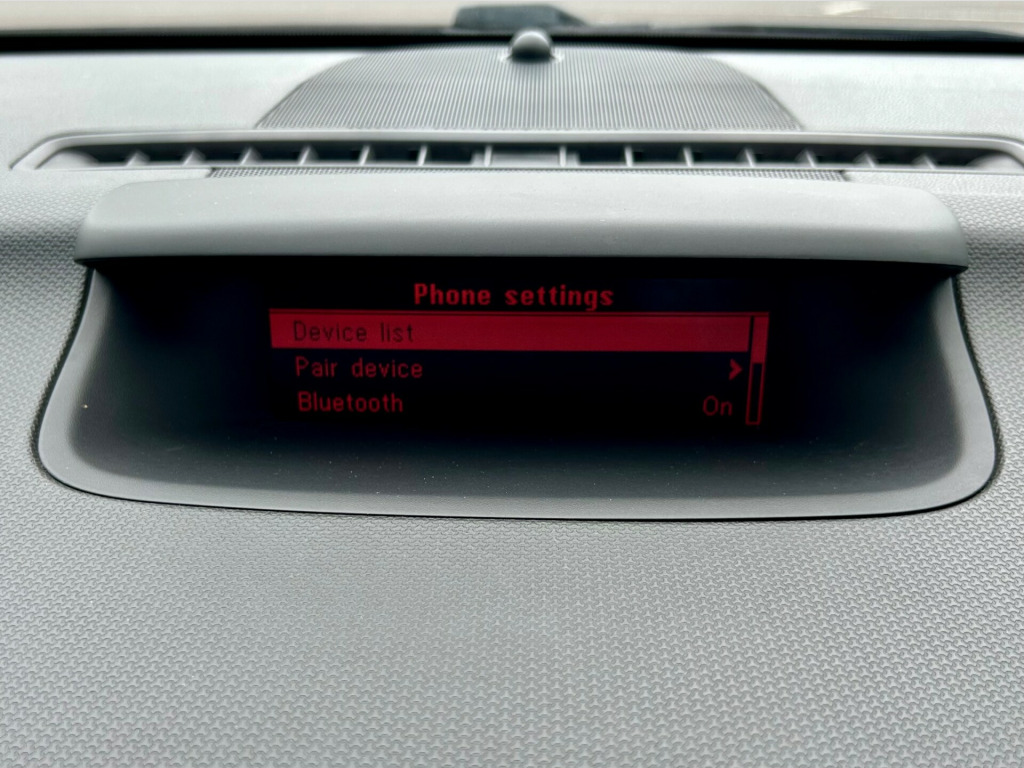 Phone settings
Device list
Pair device >
Bluetooth On